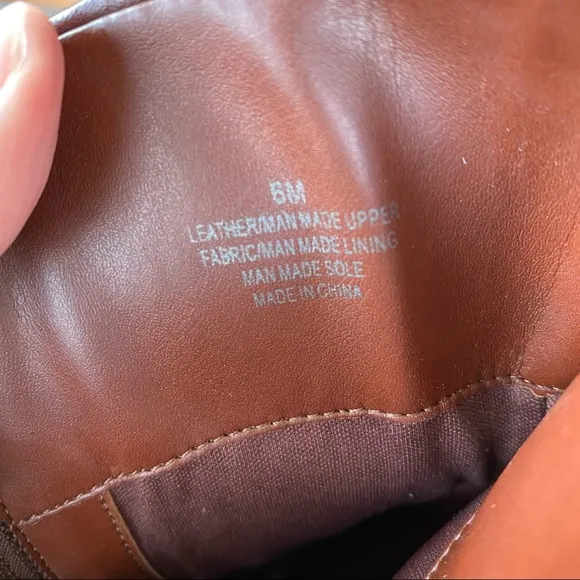 6M
LEATHER/MAN MADE UPPER
FABRIC/MAN MADE LINING
MAN MADE SOLE
MADE IN CHINA